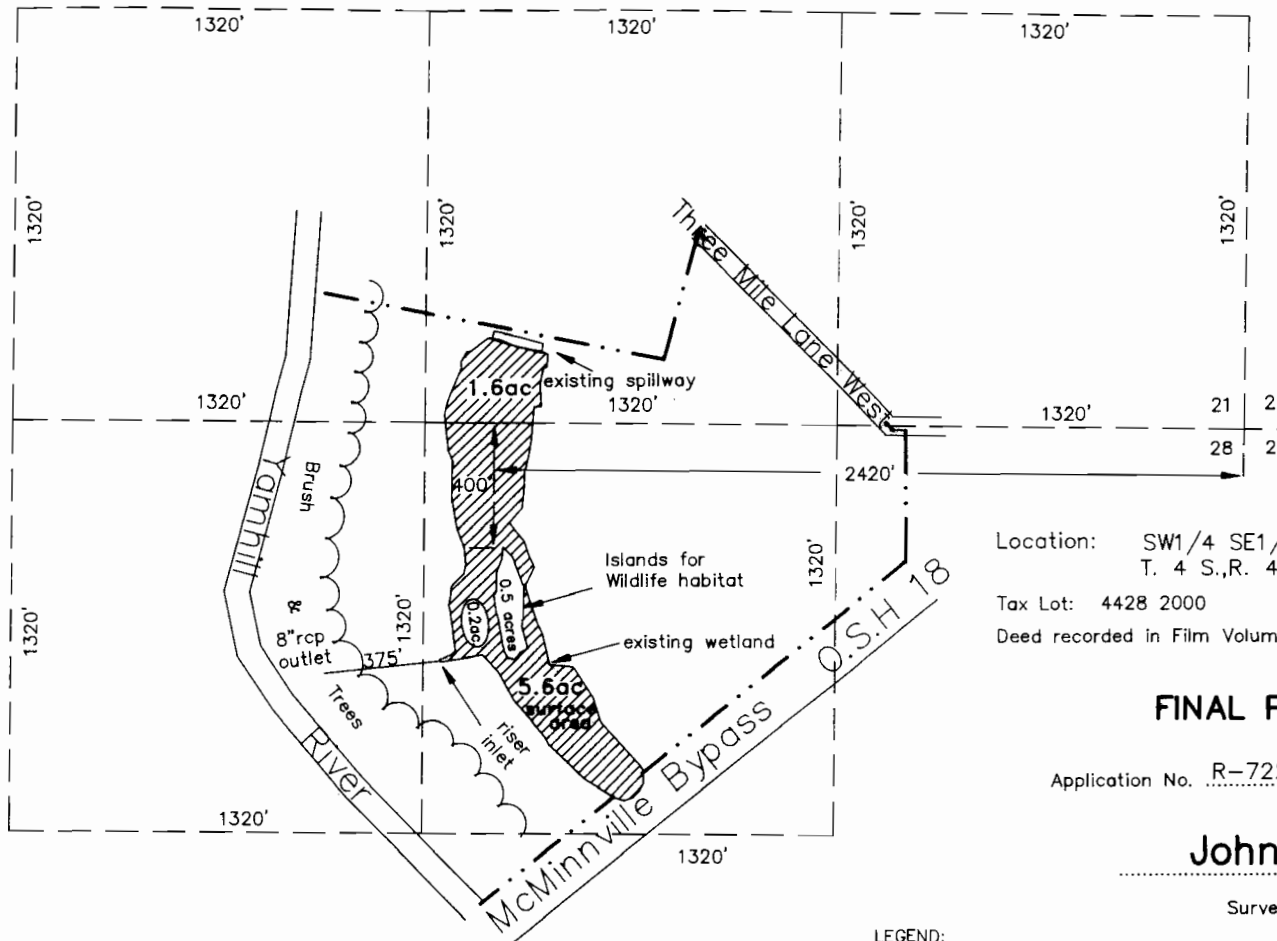 1320'
1320'
1320'
1320'
1320'
1320'
1320'
Three Mile Lane West
existing spillway
1.6ac
1320'
1320'
1320'
21 2
28 2
2420'
400'
Yamhill
River
Brush
&
Trees
8"rcp
outlet
375'
1320'
1320'
Islands for
Wildlife habitat
0.5 acres
0.2ac
existing wetland
5.6ac
surface
area
riser
inlet
McMinnville Bypass O.S.H 18
1320'
1320'
Location: SW1/4 SE1/
T. 4 S.,R. 4
Tax Lot: 4428 2000
Deed recorded in Film Volum
FINAL
Application No. R-72
John
Surve
LEGEND: